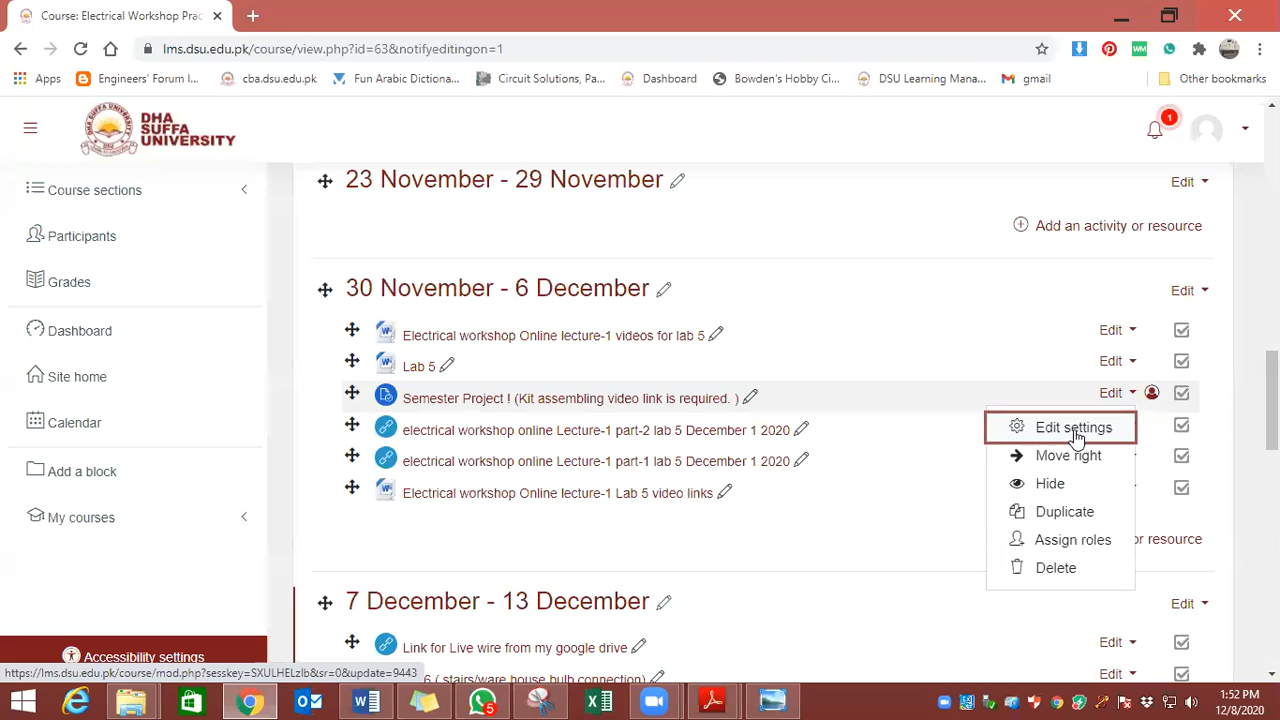 Course: Electrical Workshop Prac
lms.dsu.edu.pk/course/view.php?id=63&notifyeditingon=1
Apps
Engineers' Forum I...
cba.dsu.edu.pk
Fun Arabic Dictiona...
Circuit Solutions, Pa...
Dashboard
Bowden's Hobby Ci...
DSU Learning Mana...
gmail
Other bookmarks
DHA
SUFFA
UNIVERSITY
1
Course sections
Participants
Grades
Dashboard
Site home
Calendar
Add a block
My courses
Accessibility settings
23 November - 29 November
Edit
Add an activity or resource
30 November - 6 December
Edit
Electrical workshop Online lecture-1 videos for lab 5
Edit
Lab 5
Edit
Semester Project ! (Kit assembling video link is required. )
Edit
electrical workshop online Lecture-1 part-2 lab 5 December 1 2020
electrical workshop online Lecture-1 part-1 lab 5 December 1 2020
Electrical workshop Online lecture-1 Lab 5 video links
Edit settings
Move right
Hide
Duplicate
Assign roles
Delete
or resource
7 December - 13 December
Edit
Link for Live wire from my google drive
Edit
6 ( stairs/ware house bulb connection)
Edit
https://lms.dsu.edu.pk/course/mod.php?sesskey=SXULHELzIb&sr=0&update=9443
5
1:52 PM
12/8/2020